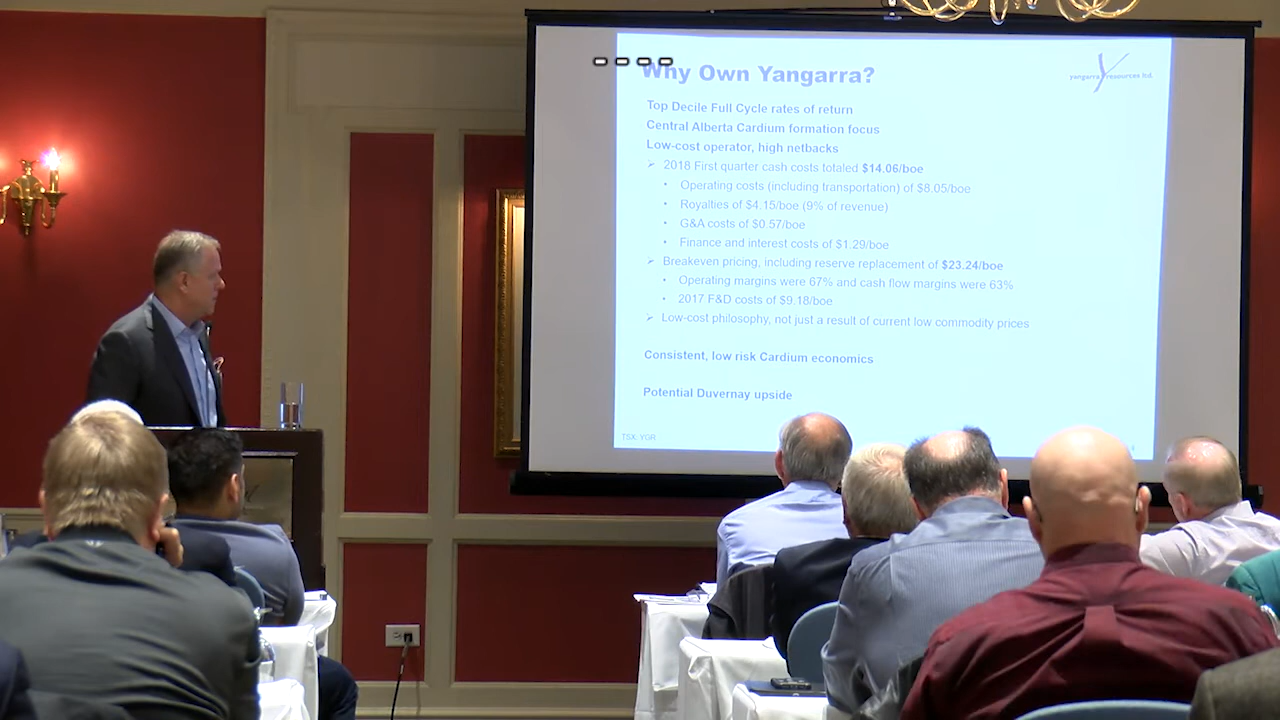 Why Own Yangarra?
yangarra resources ltd.
Top Decile Full Cycle rates of return
Central Alberta Cardium formation focus
Low-cost operator, high netbacks
➢ 2018 First quarter cash costs totaled $14.06/boe
• Operating costs (including transportation) of $8.05/boe
• Royalties of $4.15/boe (9% of revenue)
• G&A costs of $0.57/boe
• Finance and interest costs of $1.29/boe
➢ Breakeven pricing, including reserve replacement of $23.24/boe
• Operating margins were 67% and cash flow margins were 63%
• 2017 F&D costs of $9.18/boe
➢ Low-cost philosophy, not just a result of current low commodity prices
Consistent, low risk Cardium economics
Potential Duvernay upside
TSX: YGR